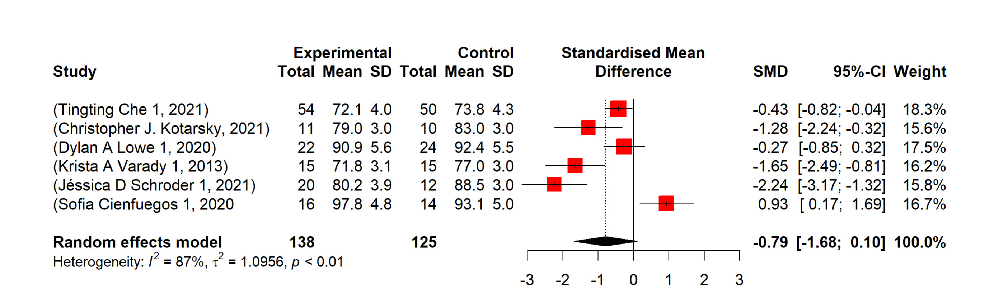 Experimental Control Standardised Mean
Study Total Mean SD Total Mean SD Difference SMD 95%-CI Weight
(Tingting Che 1, 2021) 54 72.1 4.0 50 73.8 4.3 -0.43 [-0.82; -0.04] 18.3%
(Christopher J. Kotarsky, 2021) 11 79.0 3.0 10 83.0 3.0 -1.28 [-2.24; -0.32] 15.6%
(Dylan A Lowe 1, 2020) 22 90.9 5.6 24 92.4 5.5 -0.27 [-0.85; 0.32] 17.5%
(Krista A Varady 1, 2013) 15 71.8 3.1 15 77.0 3.0 -1.65 [-2.49; -0.81] 16.2%
(Jéssica D Schroder 1, 2021) 20 80.2 3.9 12 88.5 3.0 -2.24 [-3.17; -1.32] 15.8%
(Sofia Cienfuegos 1, 2020 16 97.8 4.8 14 93.1 5.0 0.93 [ 0.17; 1.69] 16.7%
Random effects model 138 125 -0.79 [-1.68; 0.10] 100.0%
Heterogeneity: I² = 87%, τ² = 1.0956, p < 0.01
-3 -2 -1 0 1 2 3